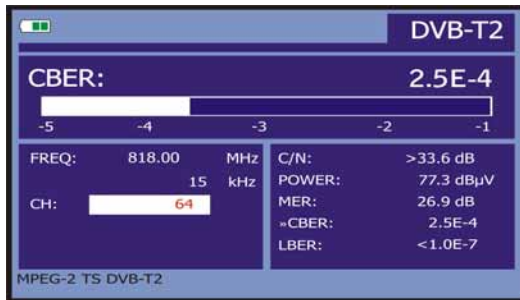 DVB-T2
CBER: 2.5E-4
-5 -4 -3 -2 -1
FREQ: 818.00 MHz
15 kHz
CH: 64
C/N: >33.6 dB
POWER: 77.3 dBµV
MER: 26.9 dB
»CBER: 2.5E-4
LBER: <1.0E-7
MPEG-2 TS DVB-T2